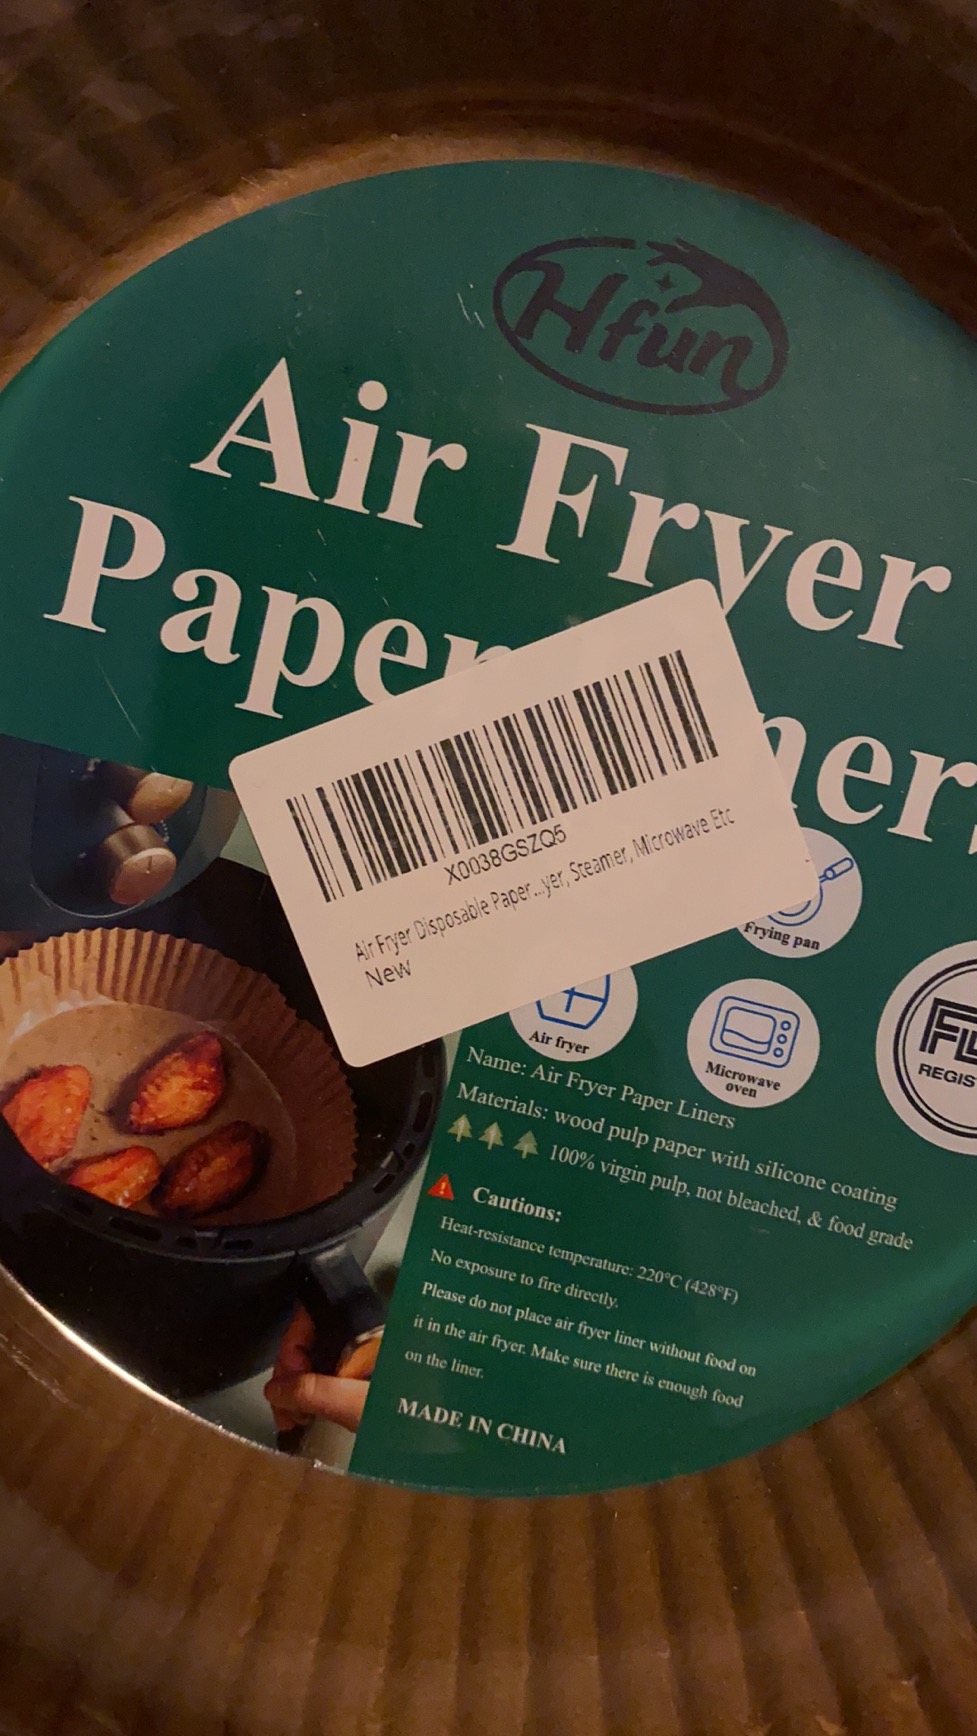 Hfun
Air Fryer
Paper
ners
X0038GSZQ5
Air Fryer Disposable Paper...yer, Steamer, Microwave Etc
New
Frying pan
Air fryer
Microwave
oven
REGIS
Name: Air Fryer Paper Liners
Materials: wood pulp paper with silicone coating
100% virgin pulp, not bleached, & food grade
Cautions:
Heat-resistance temperature: 220°C (428°F)
No exposure to fire directly.
Please do not place air fryer liner without food on
it in the air fryer. Make sure there is enough food
on the liner.
MADE IN CHINA